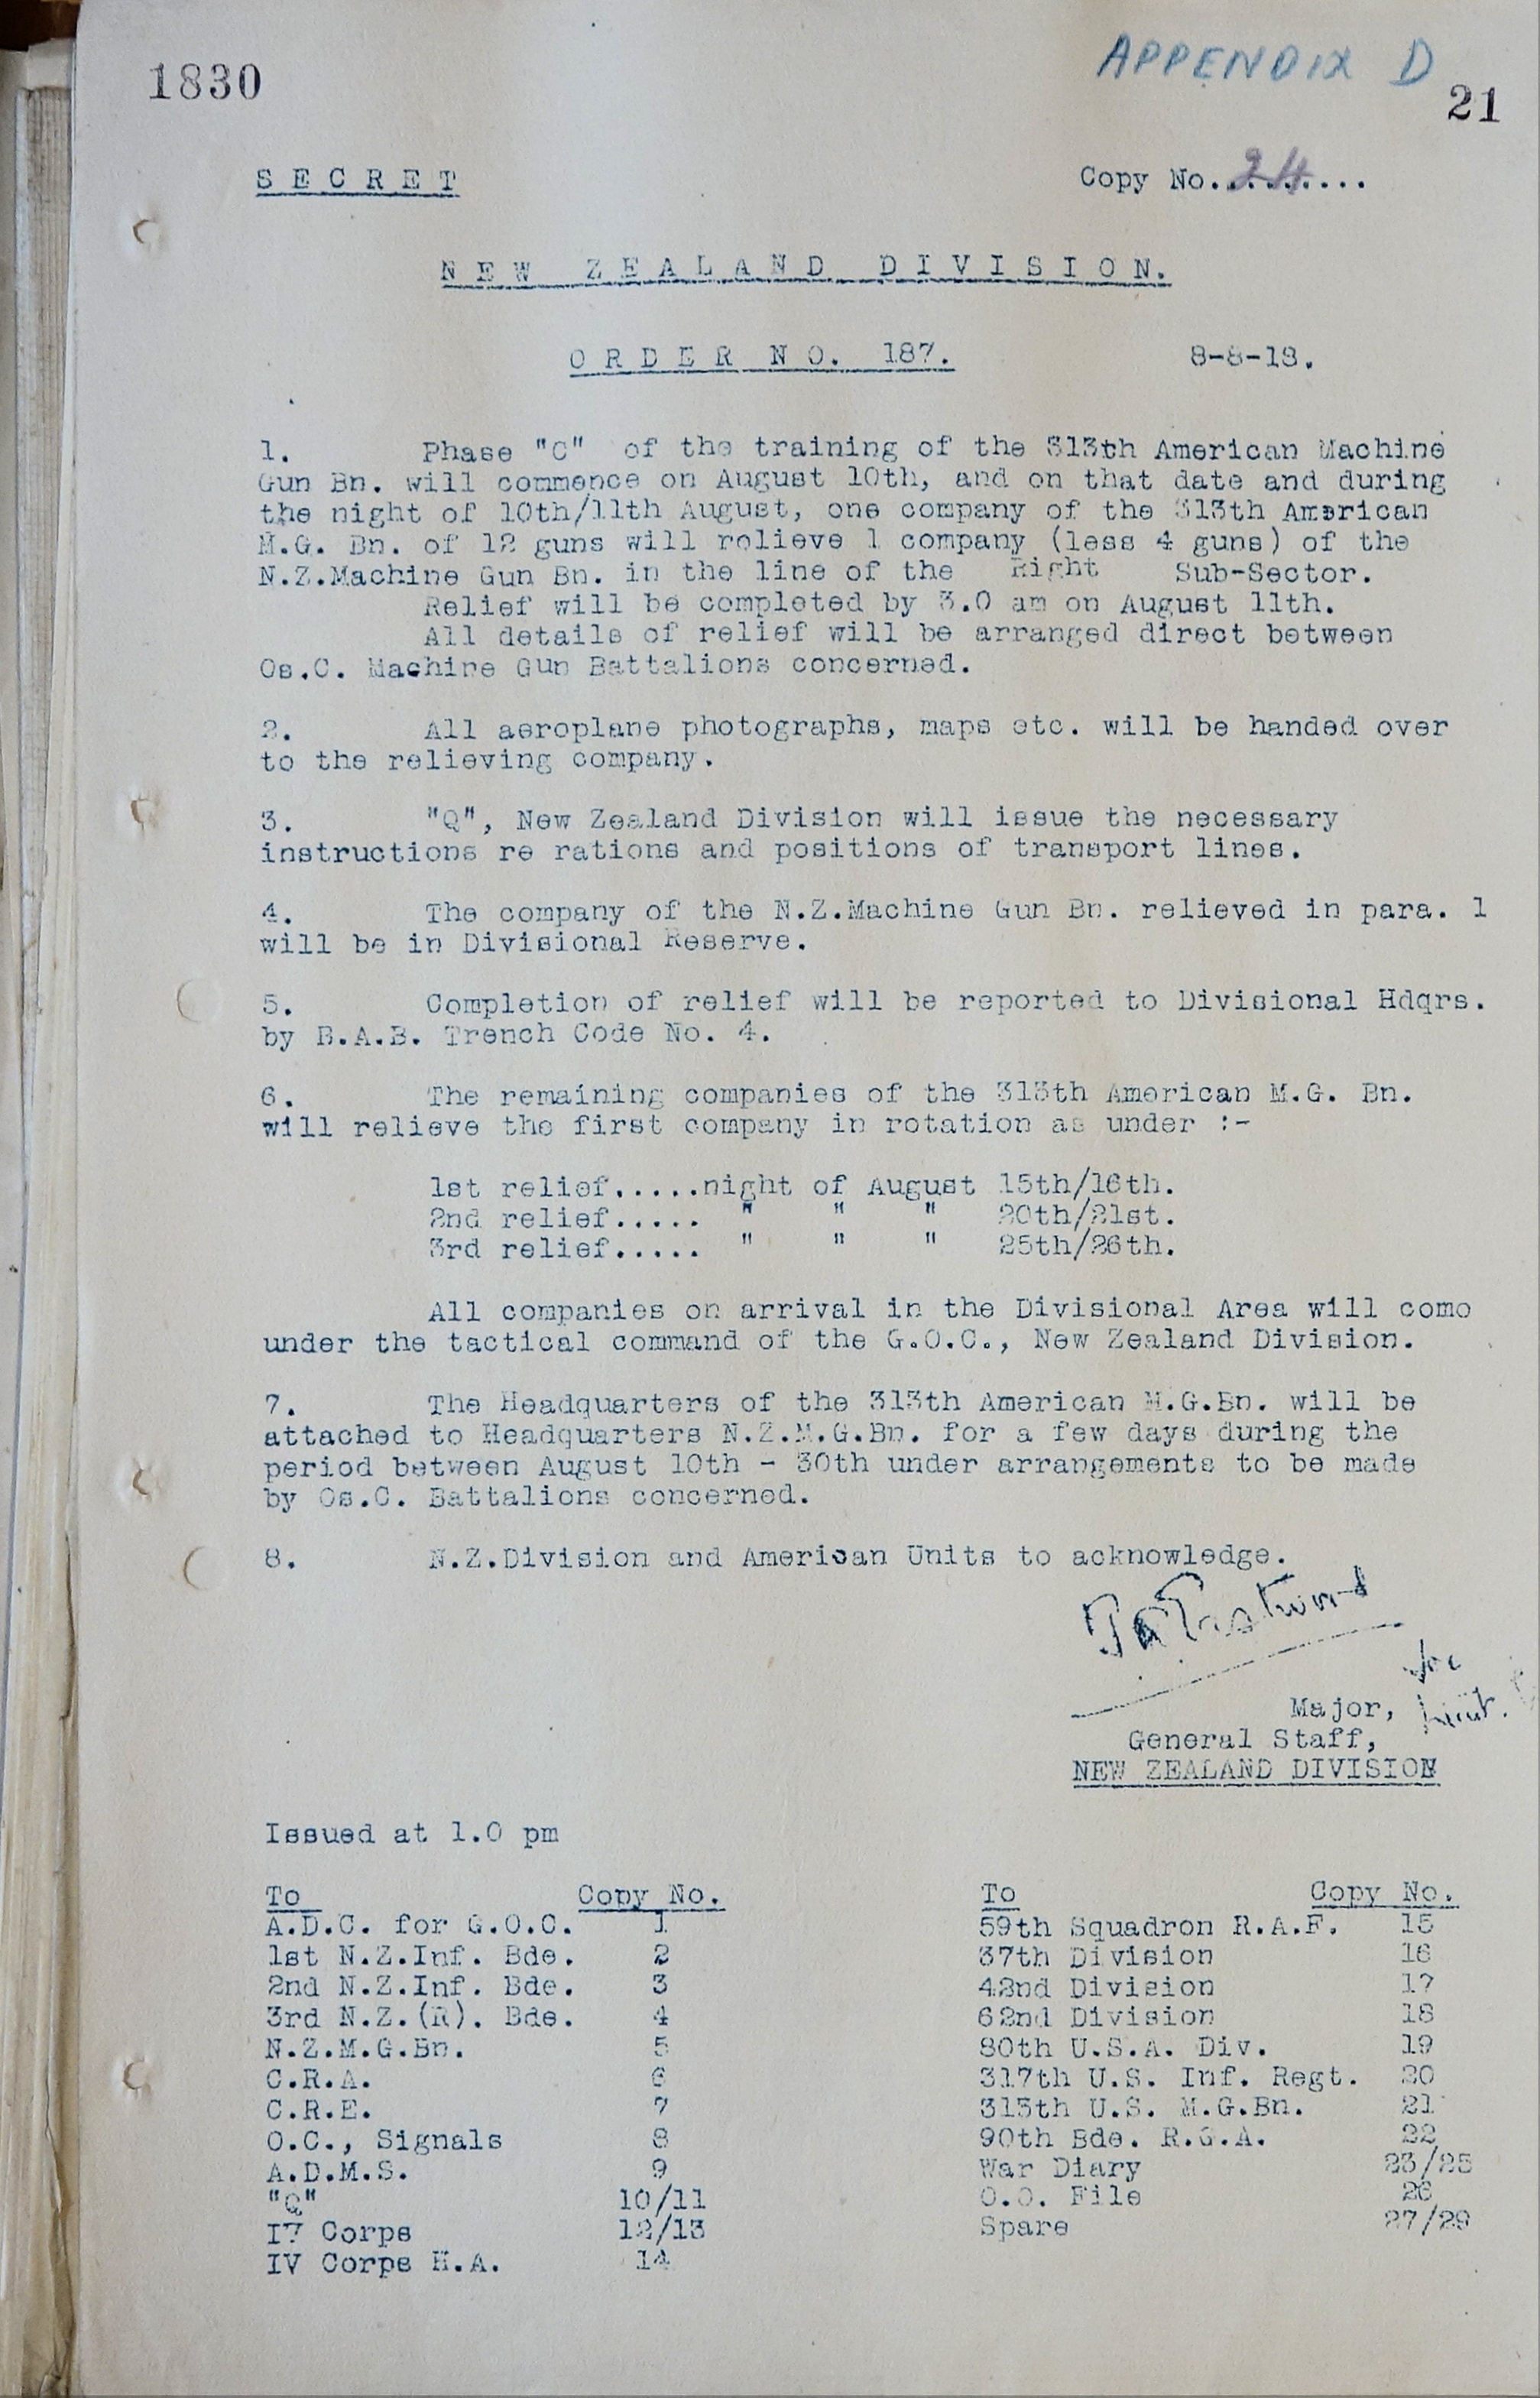 1830
APPENDIX D
21
SECRET
Copy No. 24.......
NEW ZEALAND DIVISION.
ORDER NO. 187.
8-8-18.
1. Phase "C" of the training of the 313th American Machine
Gun Bn. will commence on August 10th, and on that date and during
the night of 10th/11th August, one company of the 313th American
M.G. Bn. of 12 guns will relieve 1 company (less 4 guns) of the
N.Z.Machine Gun Bn. in the line of the Right Sub-Sector.
Relief will be completed by 3.0 am on August 11th.
All details of relief will be arranged direct between
Os.C. Machine Gun Battalions concerned.
2. All aeroplane photographs, maps etc. will be handed over
to the relieving company.
3. "Q", New Zealand Division will issue the necessary
instructions re rations and positions of transport lines.
4. The company of the N.Z.Machine Gun Bn. relieved in para. 1
will be in Divisional Reserve.
5. Completion of relief will be reported to Divisional Hdqrs.
by B.A.B. Trench Code No. 4.
6. The remaining companies of the 313th American M.G. Bn.
will relieve the first company in rotation as under :-
1st relief.....night of August 15th/16th.
2nd relief..... " " " 20th/21st.
3rd relief..... " " " 25th/26th.
All companies on arrival in the Divisional Area will come
under the tactical command of the G.O.C., New Zealand Division.
7. The Headquarters of the 313th American M.G.Bn. will be
attached to Headquarters N.Z.M.G.Bn. for a few days during the
period between August 10th - 30th under arrangements to be made
by Os.C. Battalions concerned.
8. N.Z.Division and American Units to acknowledge.
for
Major, Lieut.
General Staff,
NEW ZEALAND DIVISION
Issued at 1.0 pm
To Copy No. To Copy No.
A.D.C. for G.O.C. 1 59th Squadron R.A.F. 15
1st N.Z.Inf. Bde. 2 37th Division 16
2nd N.Z.Inf. Bde. 3 42nd Division 17
3rd N.Z.(R). Bde. 4 62nd Division 18
N.Z.M.G.Bn. 5 80th U.S.A. Div. 19
C.R.A. 6 317th U.S. Inf. Regt. 20
C.R.E. 7 313th U.S. M.G.Bn. 21
O.C., Signals 8 90th Bde. R.G.A. 22
A.D.M.S. 9 War Diary 23/25
"Q" 10/11 O.O. File 26
IV Corps 12/13 Spare 27/29
IV Corps H.A. 14